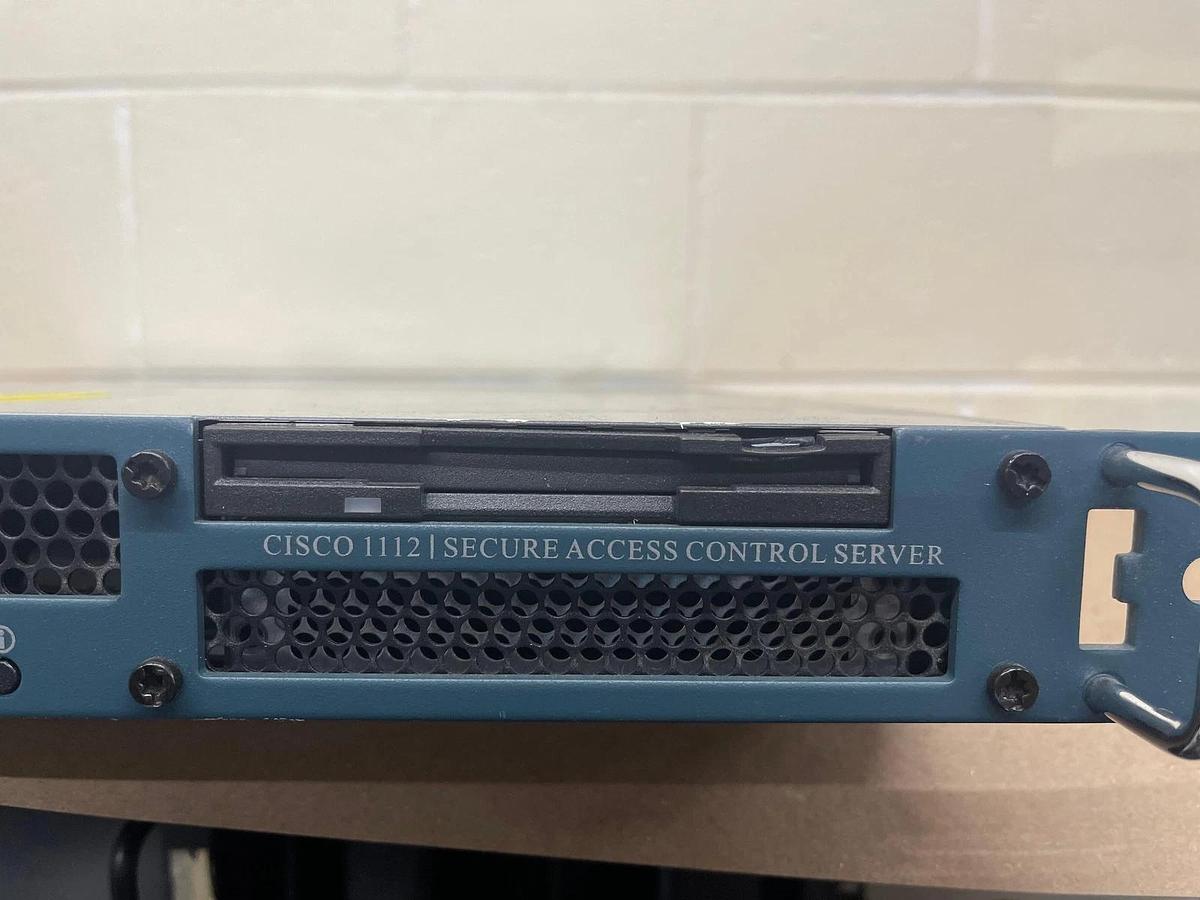 CISCO 1112 | SECURE ACCESS CONTROL SERVER
i